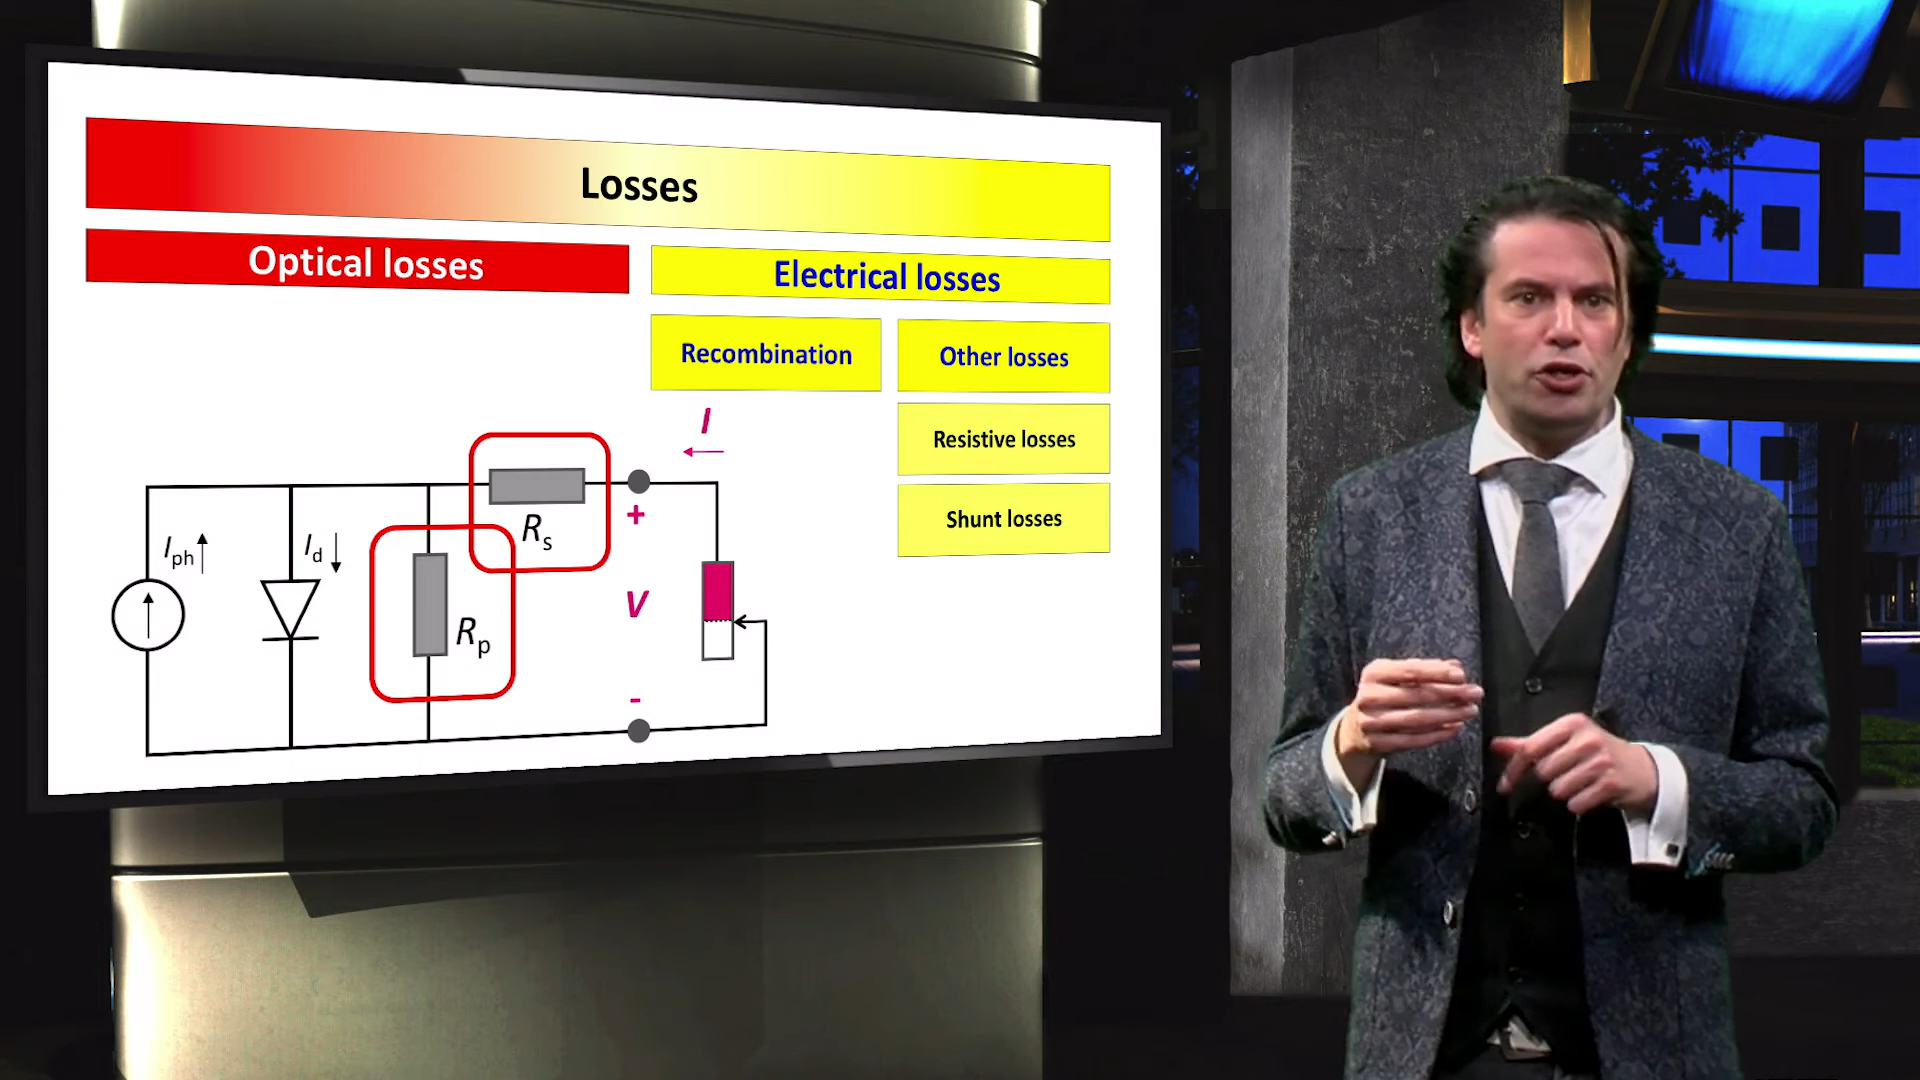 Losses
Optical losses
Electrical losses
Recombination
Other losses
Resistive losses
Shunt losses
I
Rs
+
Iph
Id
V
Rp
-